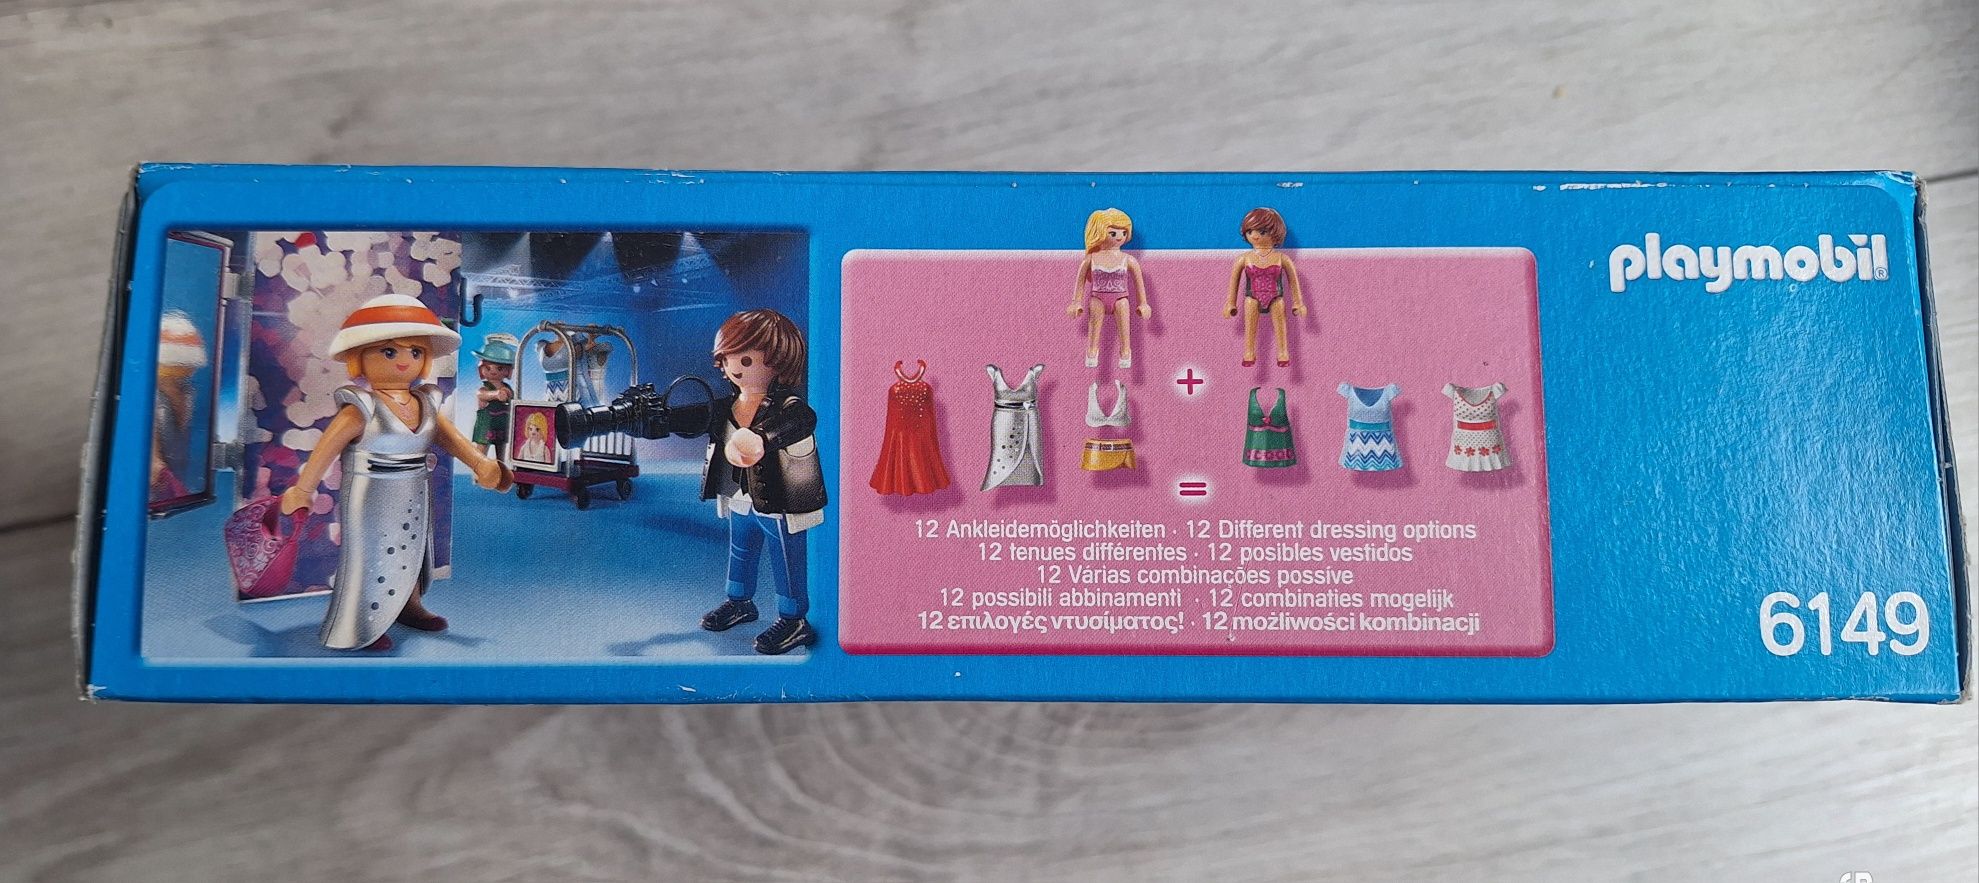 playmobil®
12 Ankleidemöglichkeiten · 12 Different dressing options
12 tenues différentes · 12 posibles vestidos
12 Várias combinações possíve
12 possibili abbinamenti · 12 combinaties mogelijk
12 επιλογές ντυσίματος! · 12 możliwości kombinacji
6149